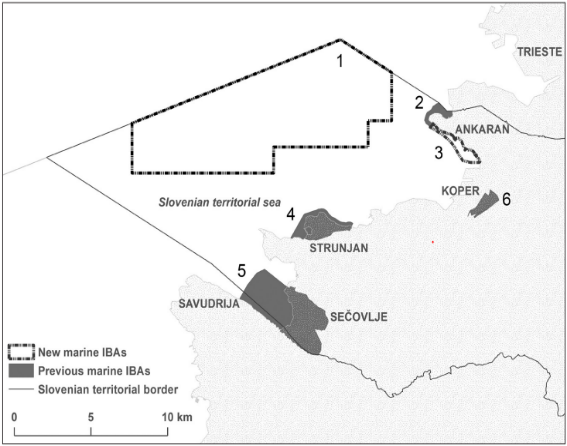 TRIESTE
1
2
ANKARAN
3
KOPER
6
Slovenian territorial sea
4
STRUNJAN
5
SAVUDRIJA
SEČOVLJE
New marine IBAs
Previous marine IBAs
Slovenian territorial border
0 5 10 km